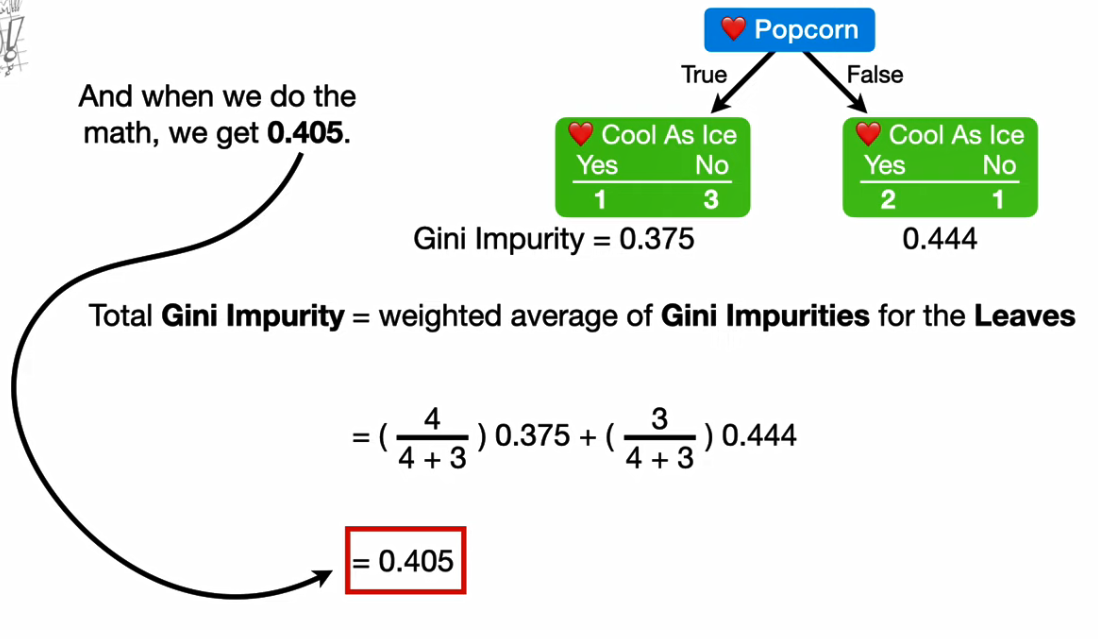 ❤️ Popcorn
True False
And when we do the
math, we get 0.405.
❤️ Cool As Ice
Yes No
1 3
❤️ Cool As Ice
Yes No
2 1
Gini Impurity = 0.375
0.444
Total Gini Impurity = weighted average of Gini Impurities for the Leaves
= ( 4 / 4 + 3 ) 0.375 + ( 3 / 4 + 3 ) 0.444
= 0.405